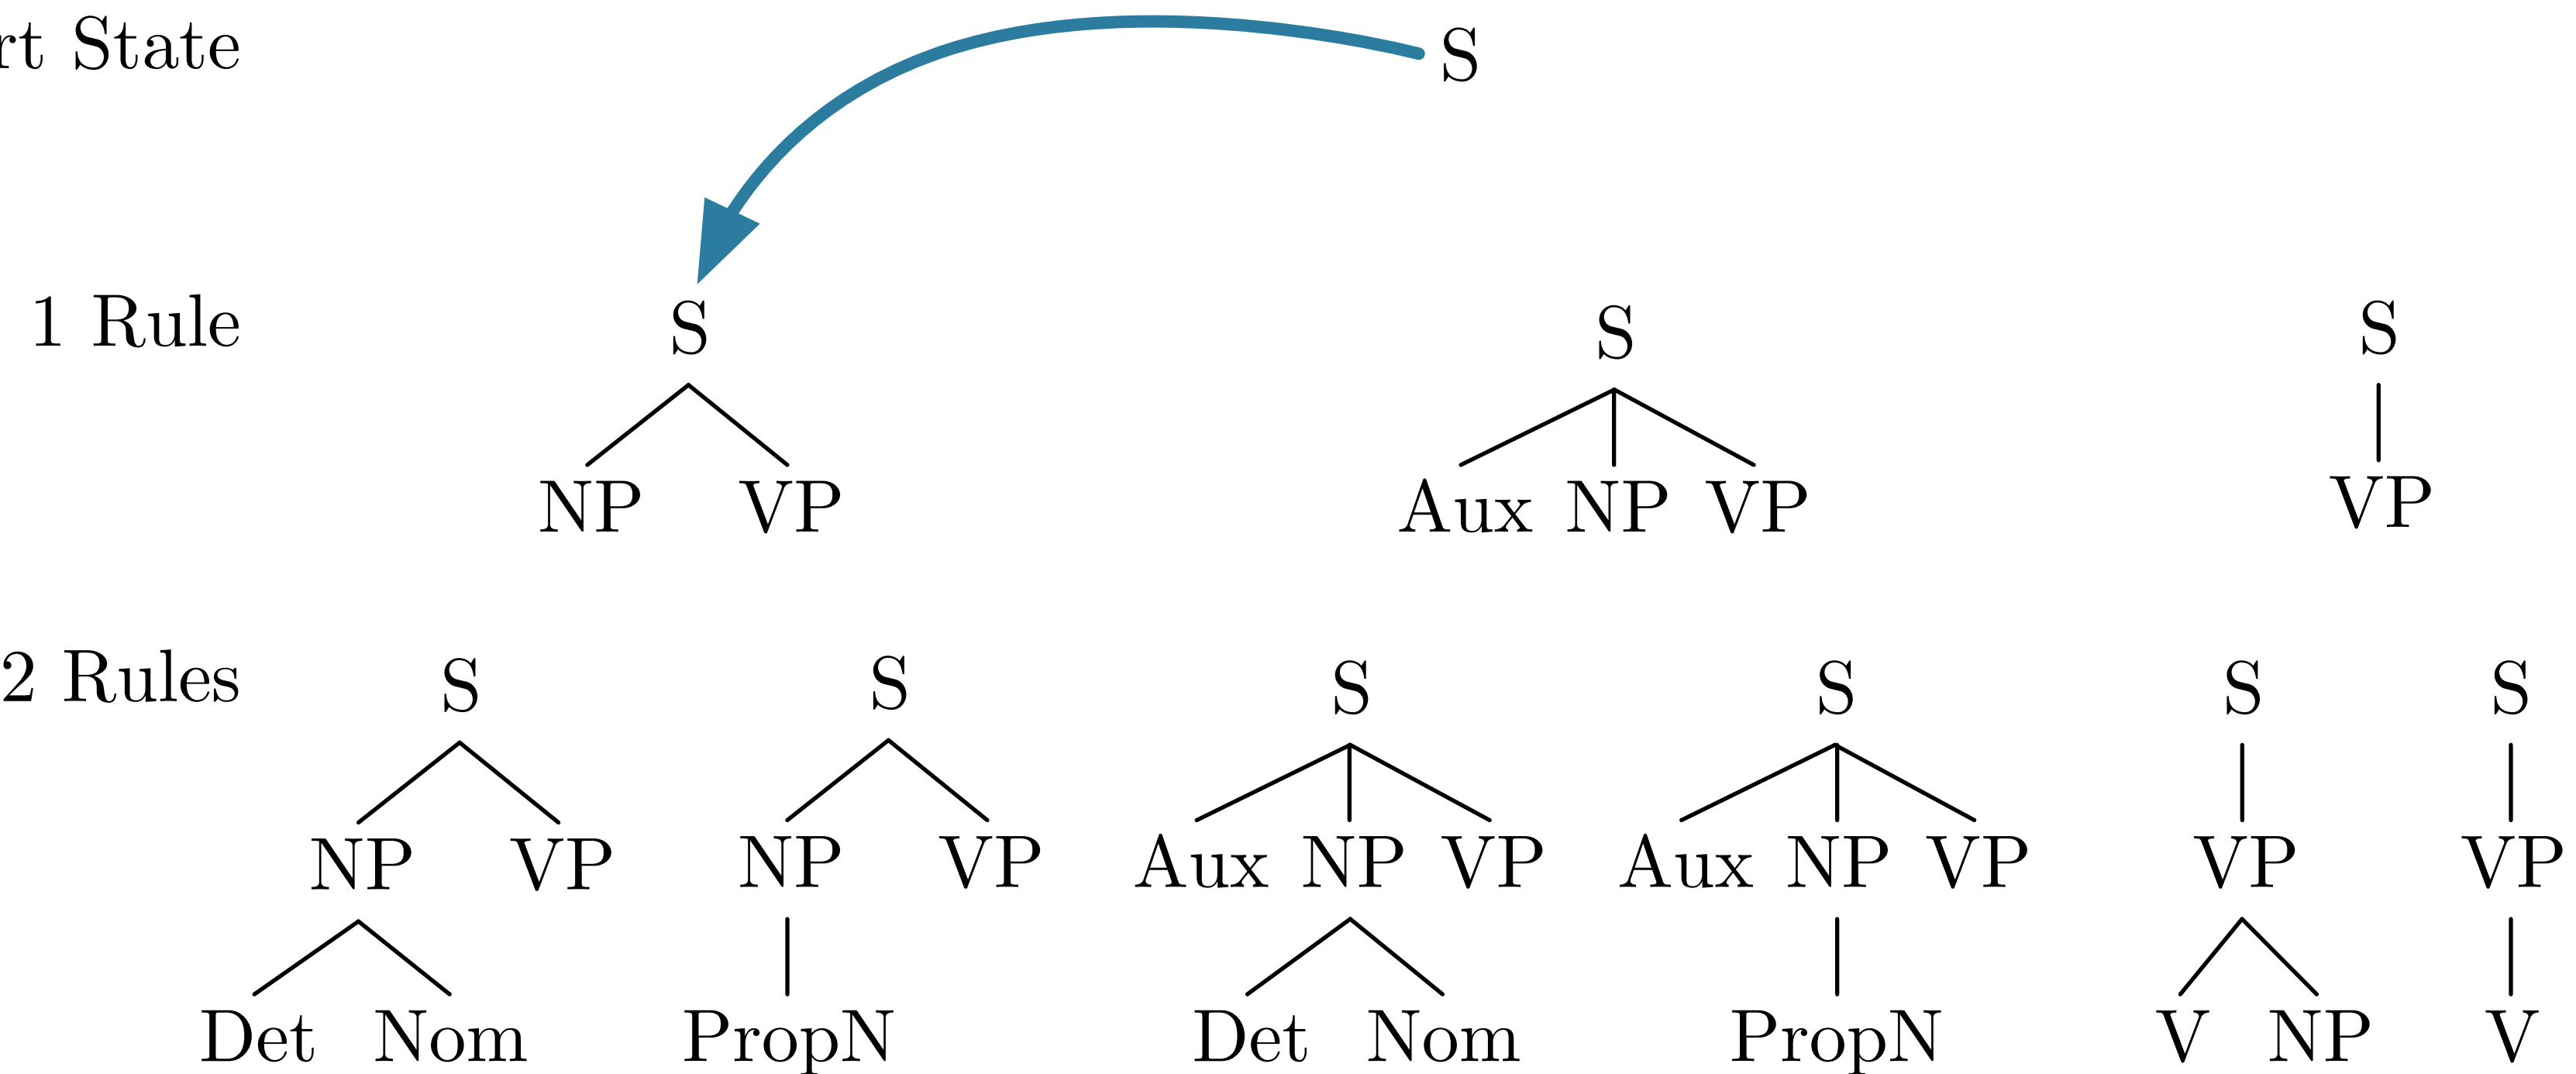 State S
1 Rule S S S
NP VP Aux NP VP VP
2 Rules S S S S S S
NP VP NP VP Aux NP VP Aux NP VP VP VP
Det Nom PropN Det Nom PropN V NP V